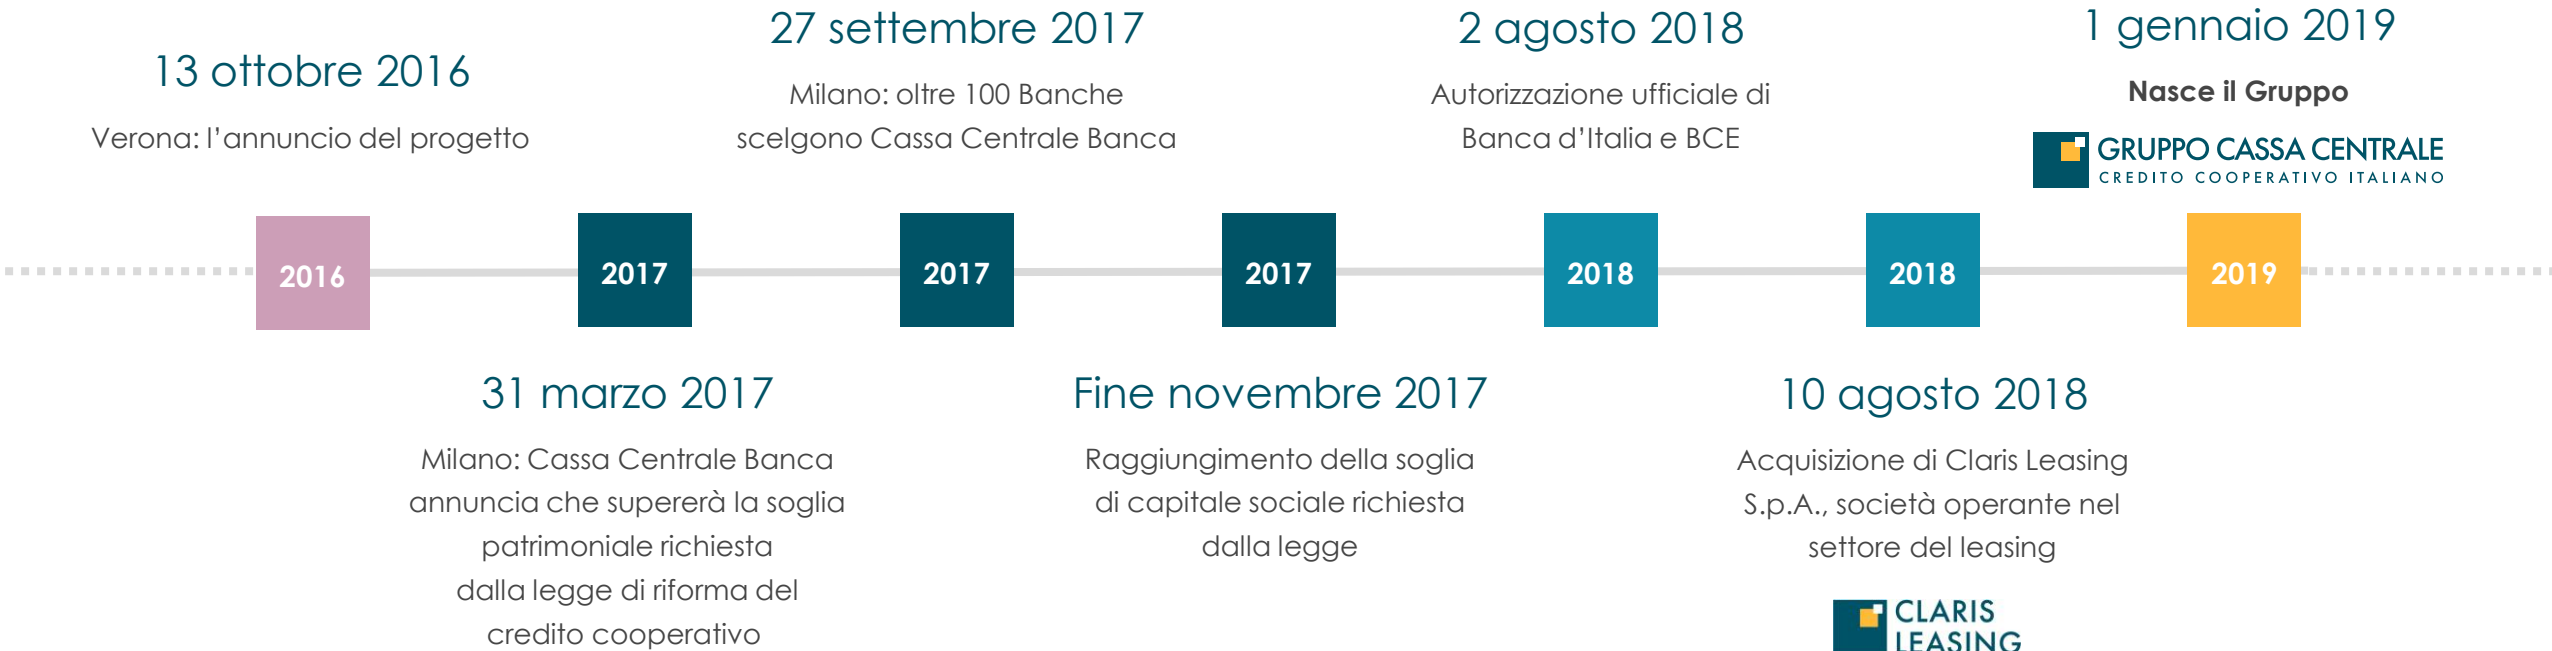 13 ottobre 2016
Verona: l'annuncio del progetto
27 settembre 2017
Milano: oltre 100 Banche
scelgono Cassa Centrale Banca
2 agosto 2018
Autorizzazione ufficiale di
Banca d'Italia e BCE
1 gennaio 2019
Nasce il Gruppo
GRUPPO CASSA CENTRALE
CREDITO COOPERATIVO ITALIANO
2016
2017
2017
2017
2018
2018
2019
31 marzo 2017
Milano: Cassa Centrale Banca
annuncia che supererà la soglia
patrimoniale richiesta
dalla legge di riforma del
credito cooperativo
Fine novembre 2017
Raggiungimento della soglia
di capitale sociale richiesta
dalla legge
10 agosto 2018
Acquisizione di Claris Leasing
S.p.A., società operante nel
settore del leasing
CLARIS
LEASING